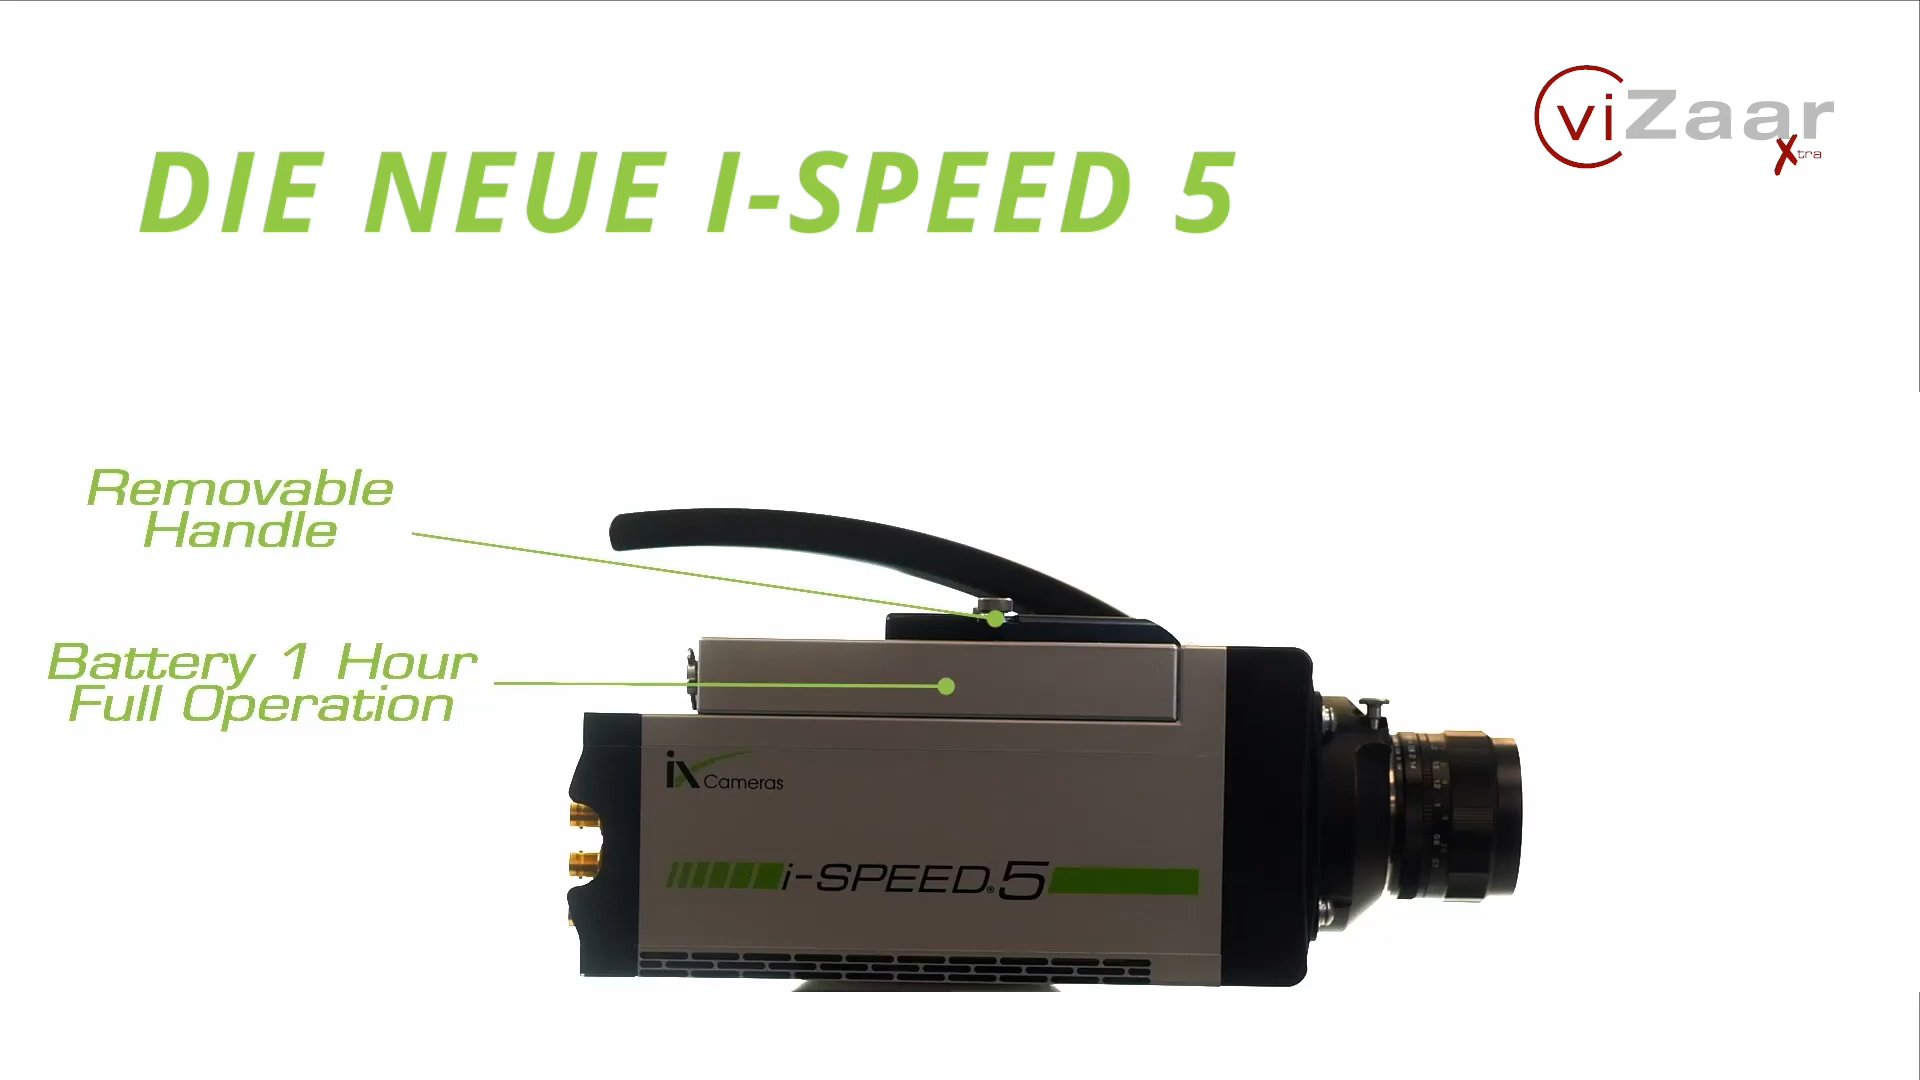 viZaar
Xtra
DIE NEUE I-SPEED 5
Removable
Handle
Battery 1 Hour
Full Operation
ix Cameras
i-SPEED® 5